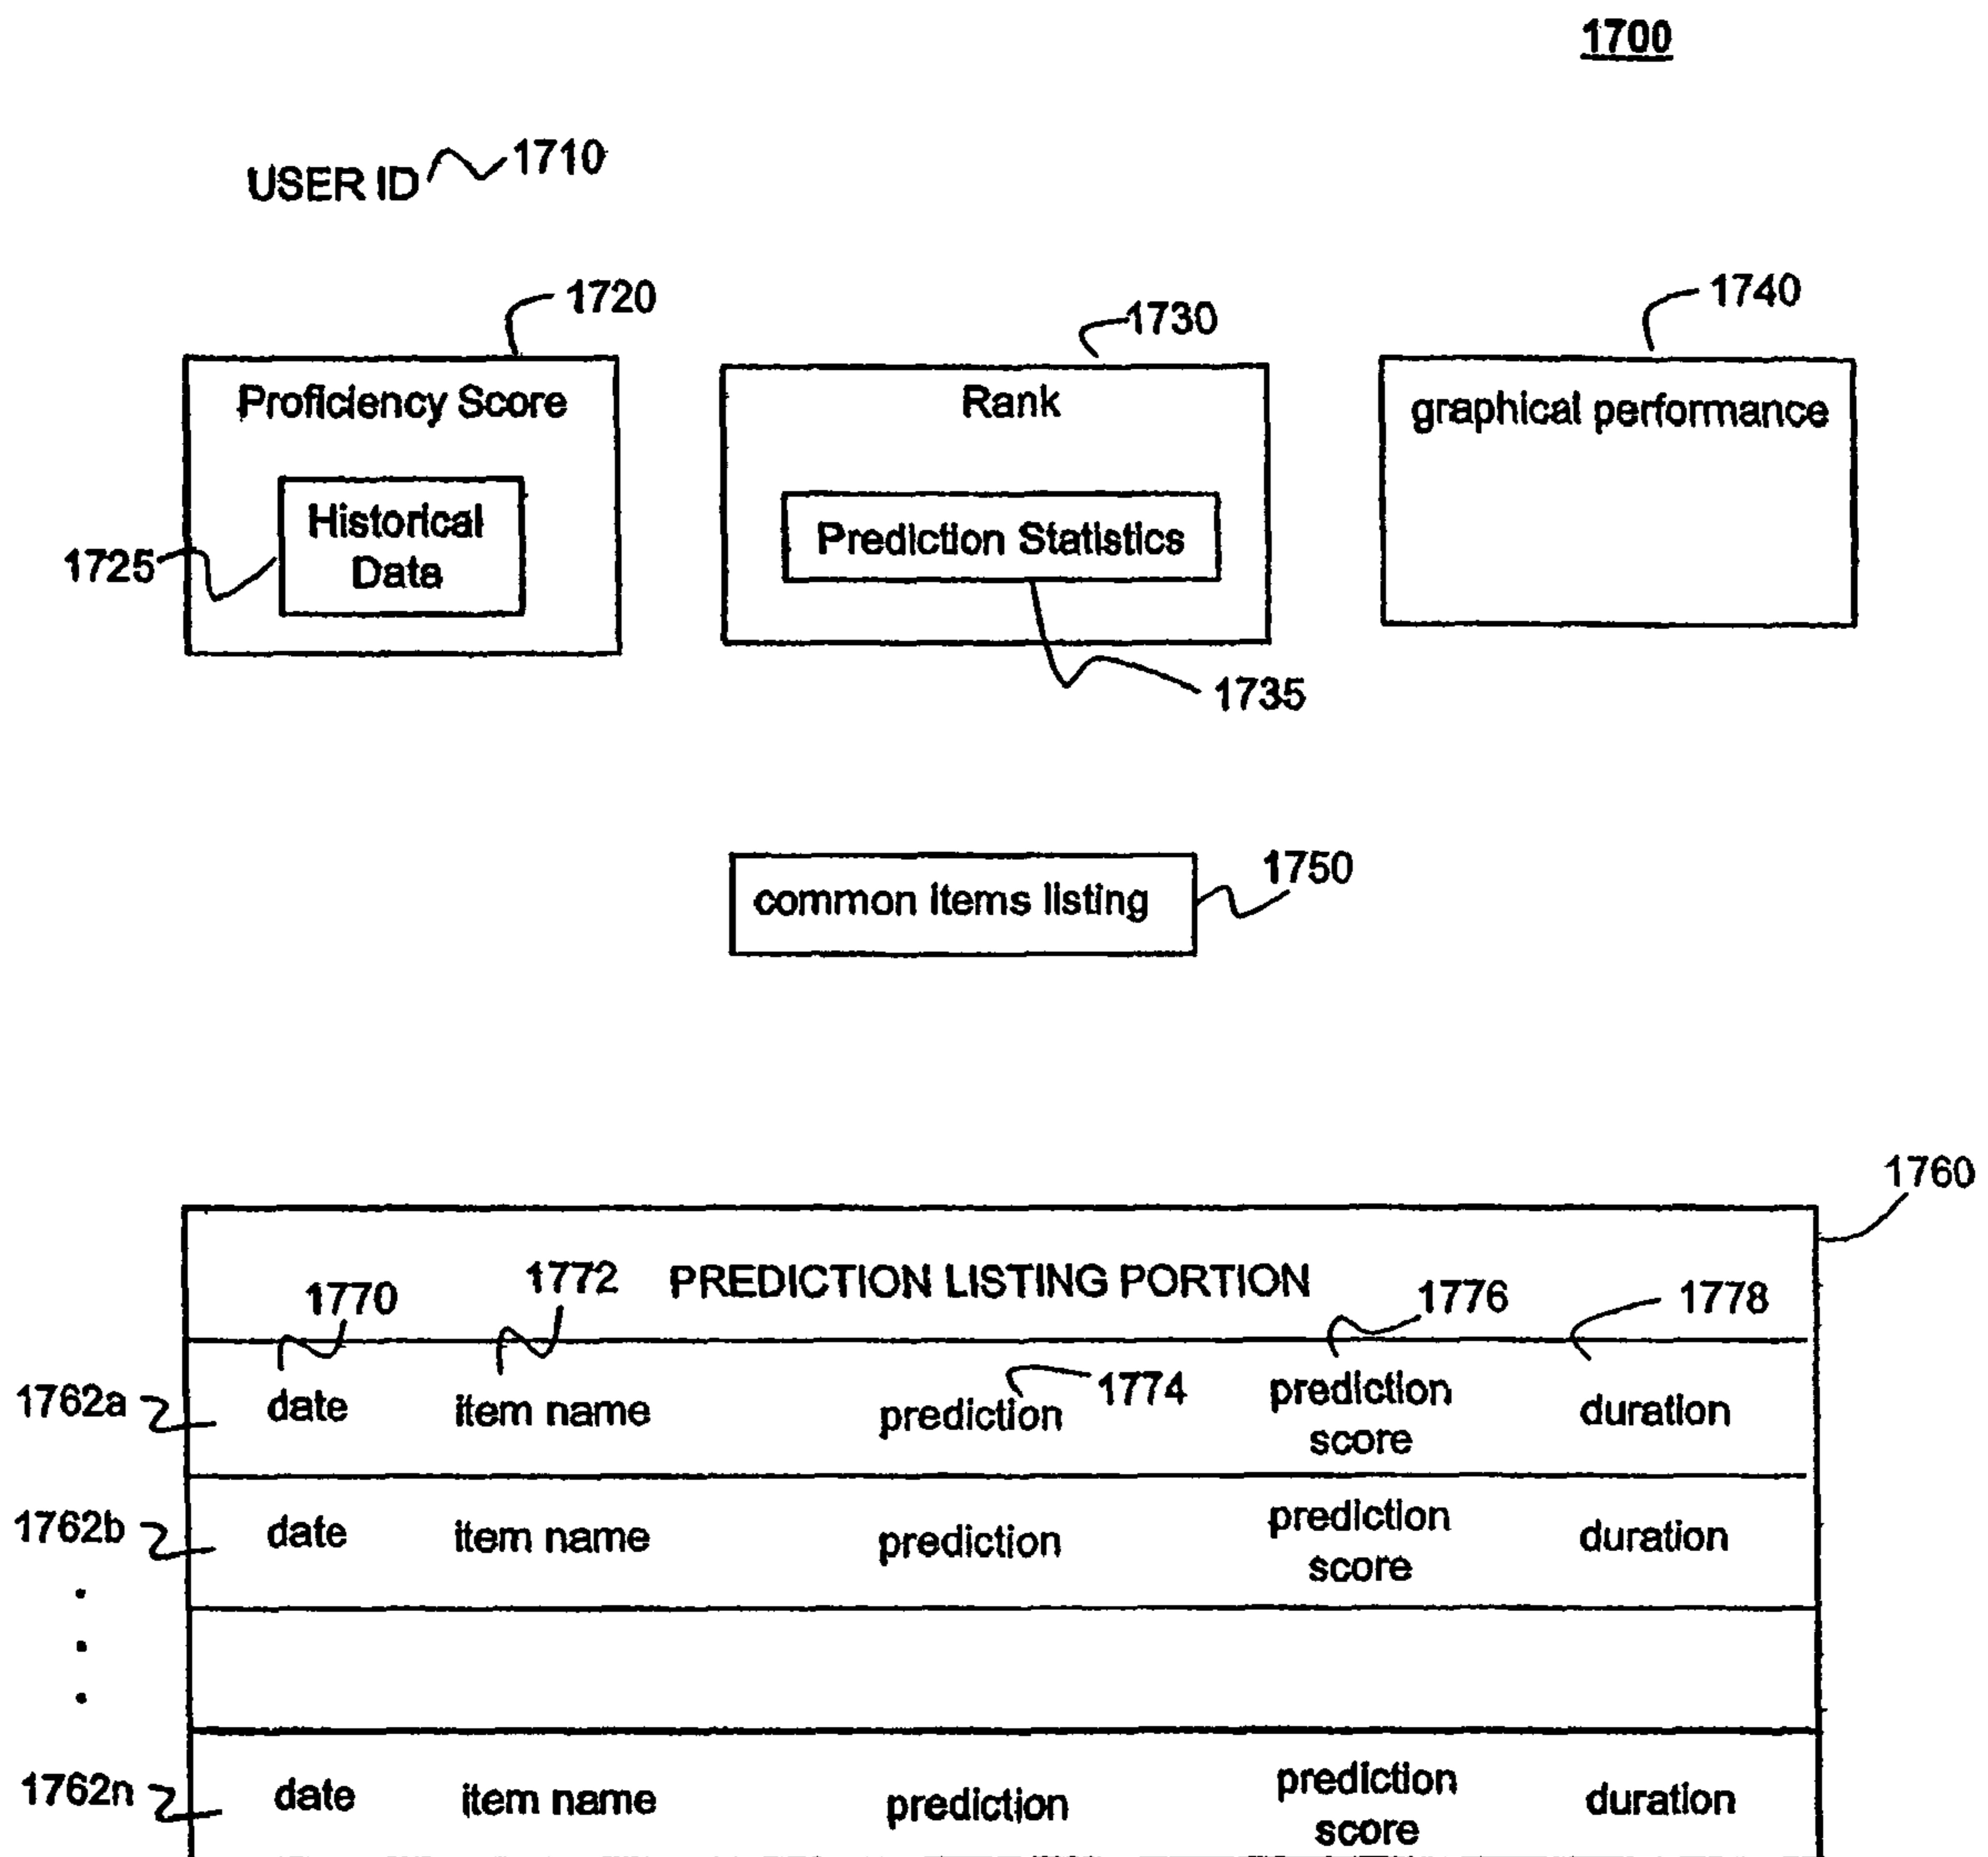 1700
USER ID 1710
1720
1730
1740
Proficiency Score
Rank
graphical performance
Historical
Data
1725
Prediction Statistics
1735
common items listing
1750
1760
PREDICTION LISTING PORTION
1770
1772
1776
1778
1774
1762a date item name prediction prediction score duration
1762b date item name prediction prediction score duration
1762n date item name prediction prediction score duration